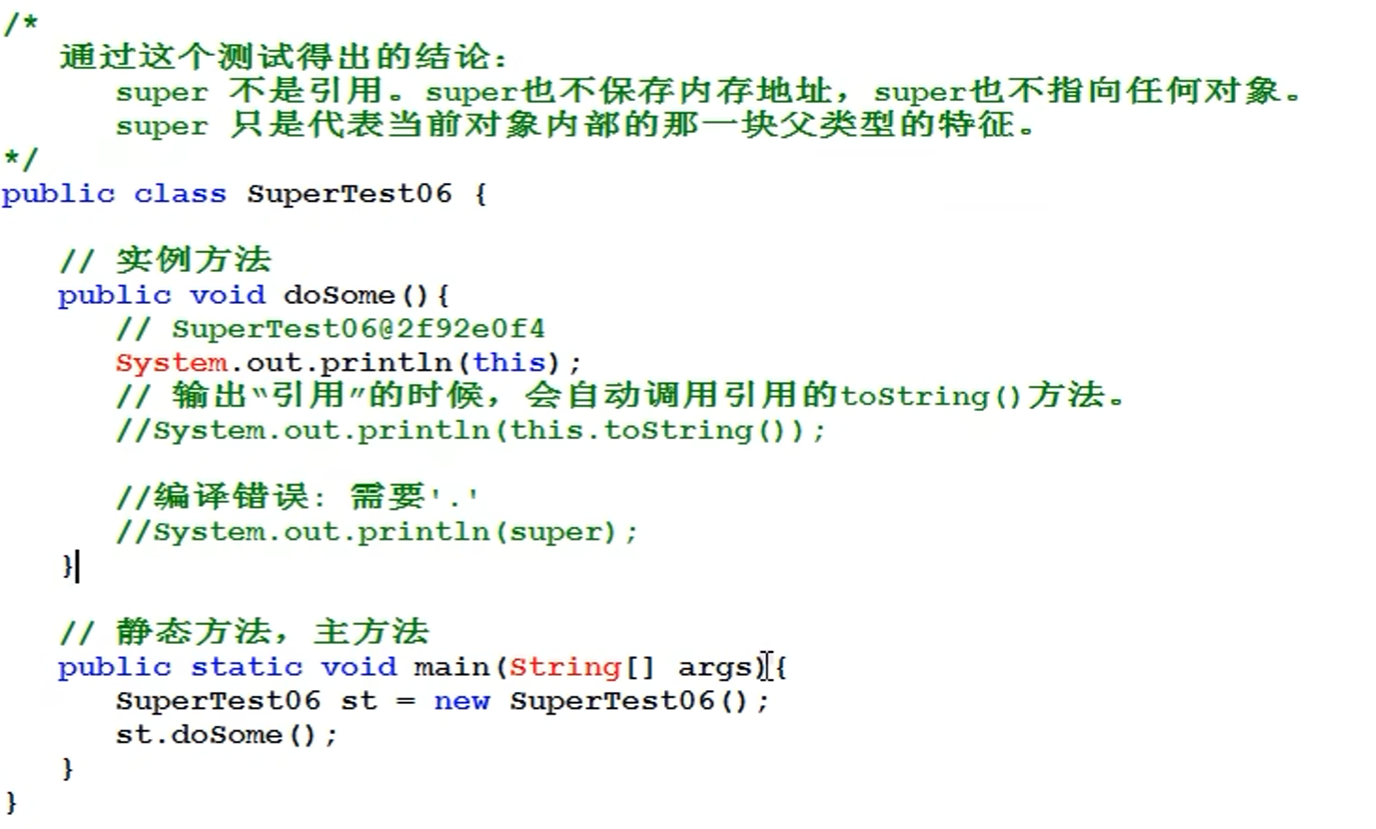 /*
通过这个测试得出的结论：
super 不是引用。super也不保存内存地址，super也不指向任何对象。
super 只是代表当前对象内部的那一块父类型的特征。
*/
public class SuperTest06 {
// 实例方法
public void doSome(){
// SuperTest06@2f92e0f4
System.out.println(this);
// 输出“引用”的时候，会自动调用引用的toString()方法。
//System.out.println(this.toString());
//编译错误: 需要'.'
//System.out.println(super);
}
// 静态方法，主方法
public static void main(String[] args){
SuperTest06 st = new SuperTest06();
st.doSome();
}
}